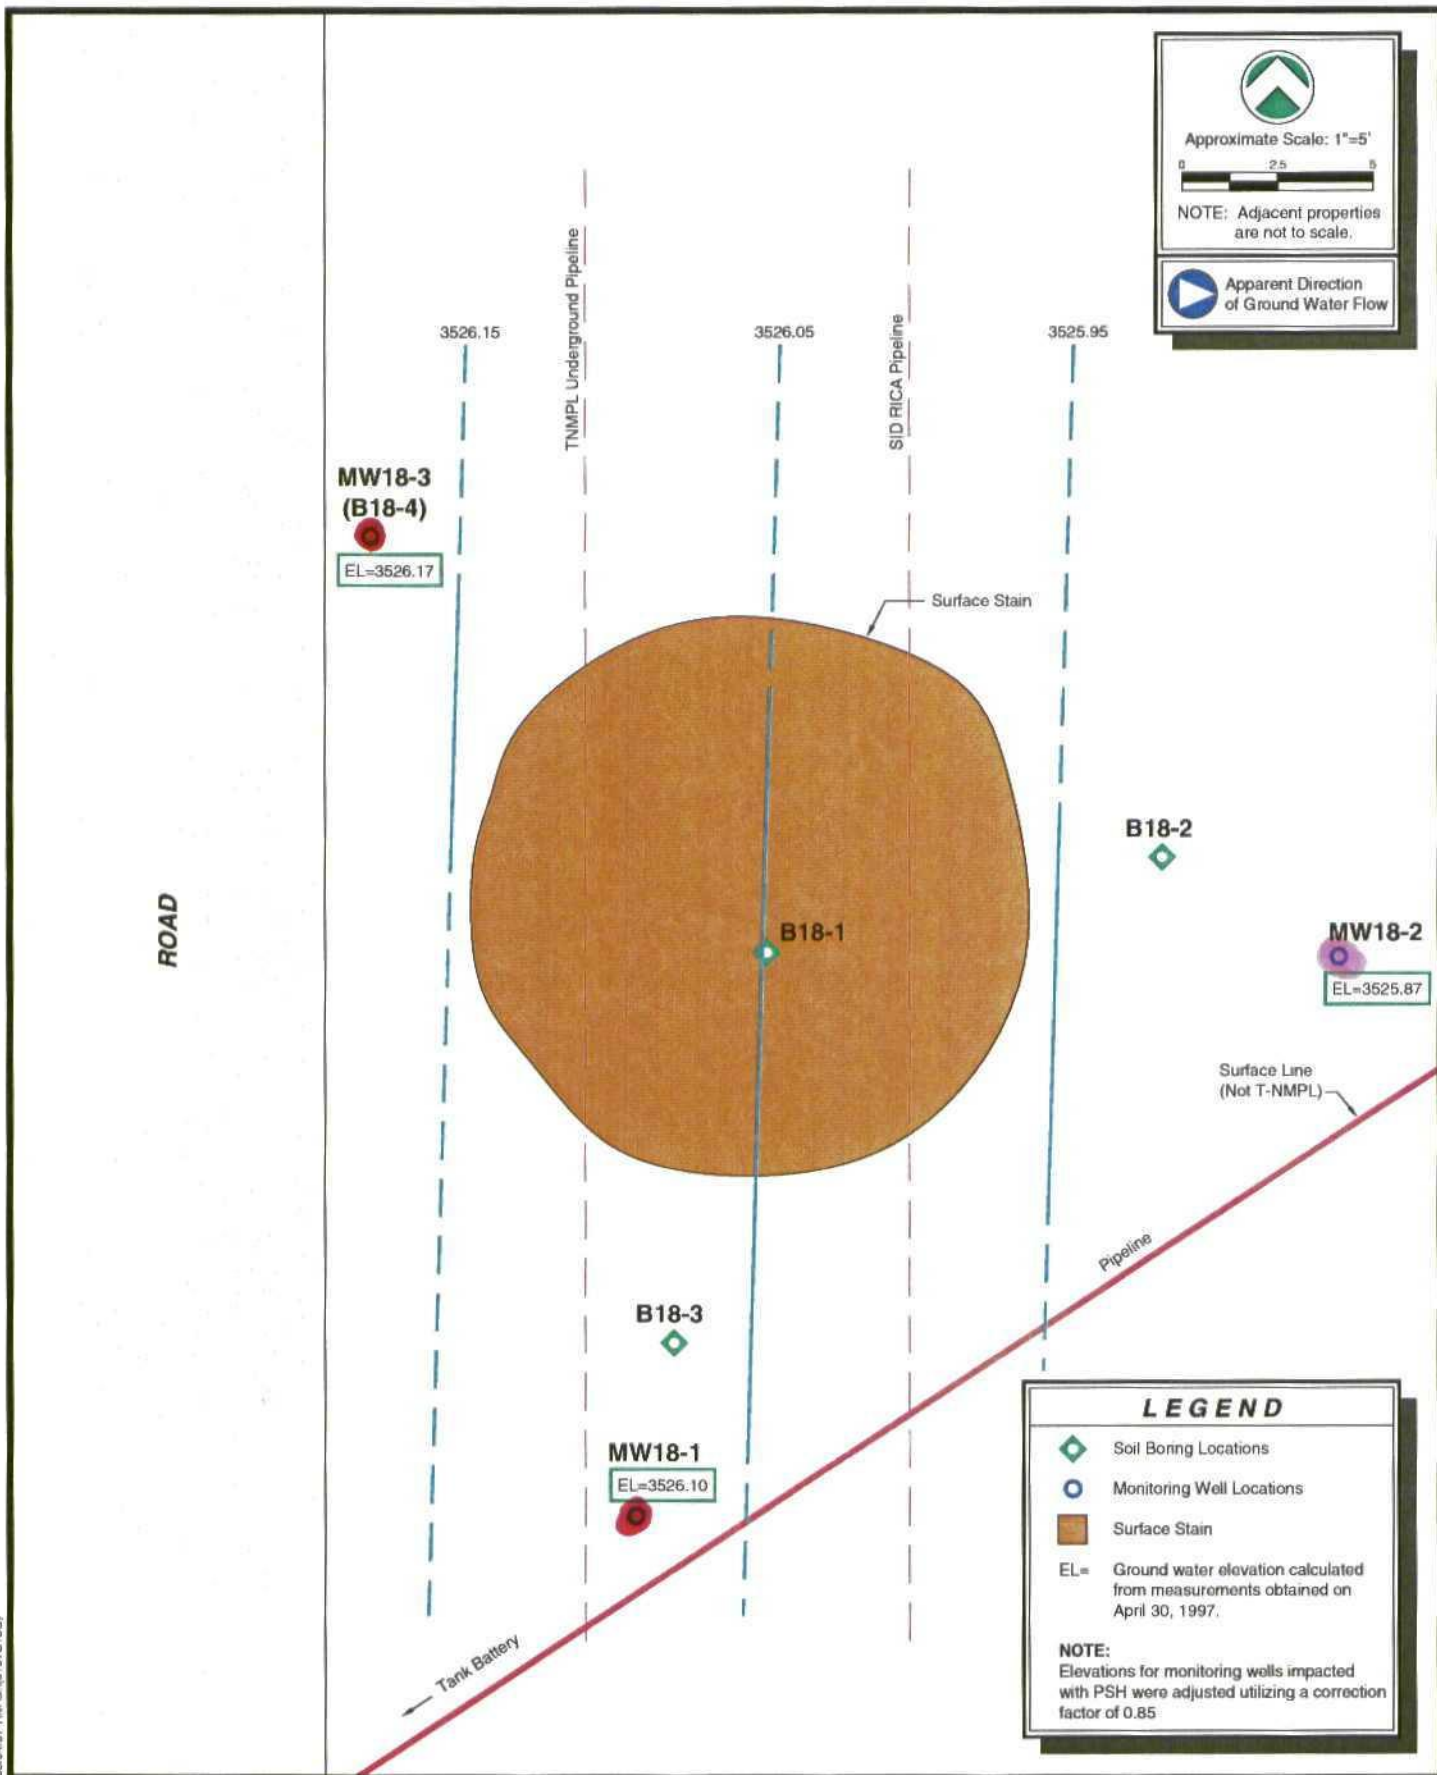 Approximate Scale: 1"=5'
0 2.5 5
NOTE: Adjacent properties
are not to scale.
Apparent Direction
of Ground Water Flow
TNMPL Underground Pipeline
SID RICA Pipeline
3526.15
3526.05
3525.95
MW18-3
(B18-4)
EL=3526.17
Surface Stain
B18-2
ROAD
B18-1
MW18-2
EL=3525.87
Surface Line
(Not T-NMPL)
Pipeline
B18-3
MW18-1
EL=3526.10
Tank Battery
LEGEND
Soil Boring Locations
Monitoring Well Locations
Surface Stain
EL= Ground water elevation calculated
from measurements obtained on
April 30, 1997.
NOTE:
Elevations for monitoring wells impacted
with PSH were adjusted utilizing a correction
factor of 0.85